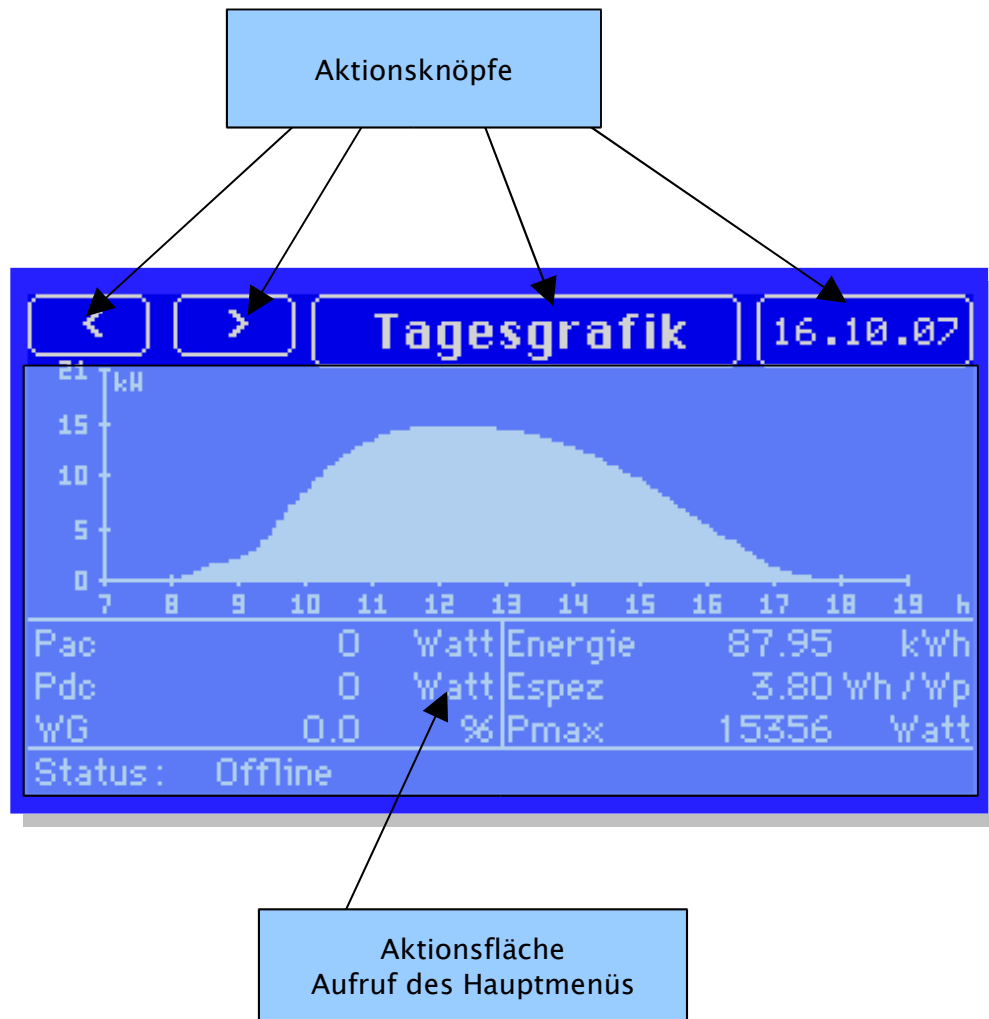 Aktionsknöpfe
< > Tagesgrafik 16.10.07
21 kW
15
10
5
0
7 8 9 10 11 12 13 14 15 16 17 18 19 h
Pac 0 Watt Energie 87.95 kWh
Pdc 0 Watt Espez 3.80 Wh/Wp
WG 0.0 % Pmax 15356 Watt
Status: Offline
Aktionsfläche
Aufruf des Hauptmenüs